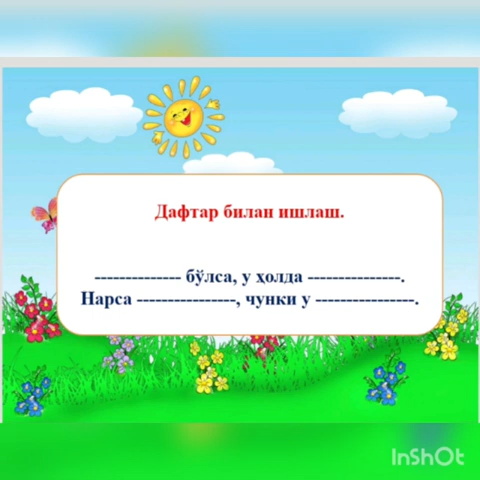 Дафтар билан ишлаш.
-------------- бўлса, у ҳолда ---------------.
Нарса ----------------, чунки у ----------------.
InShOt